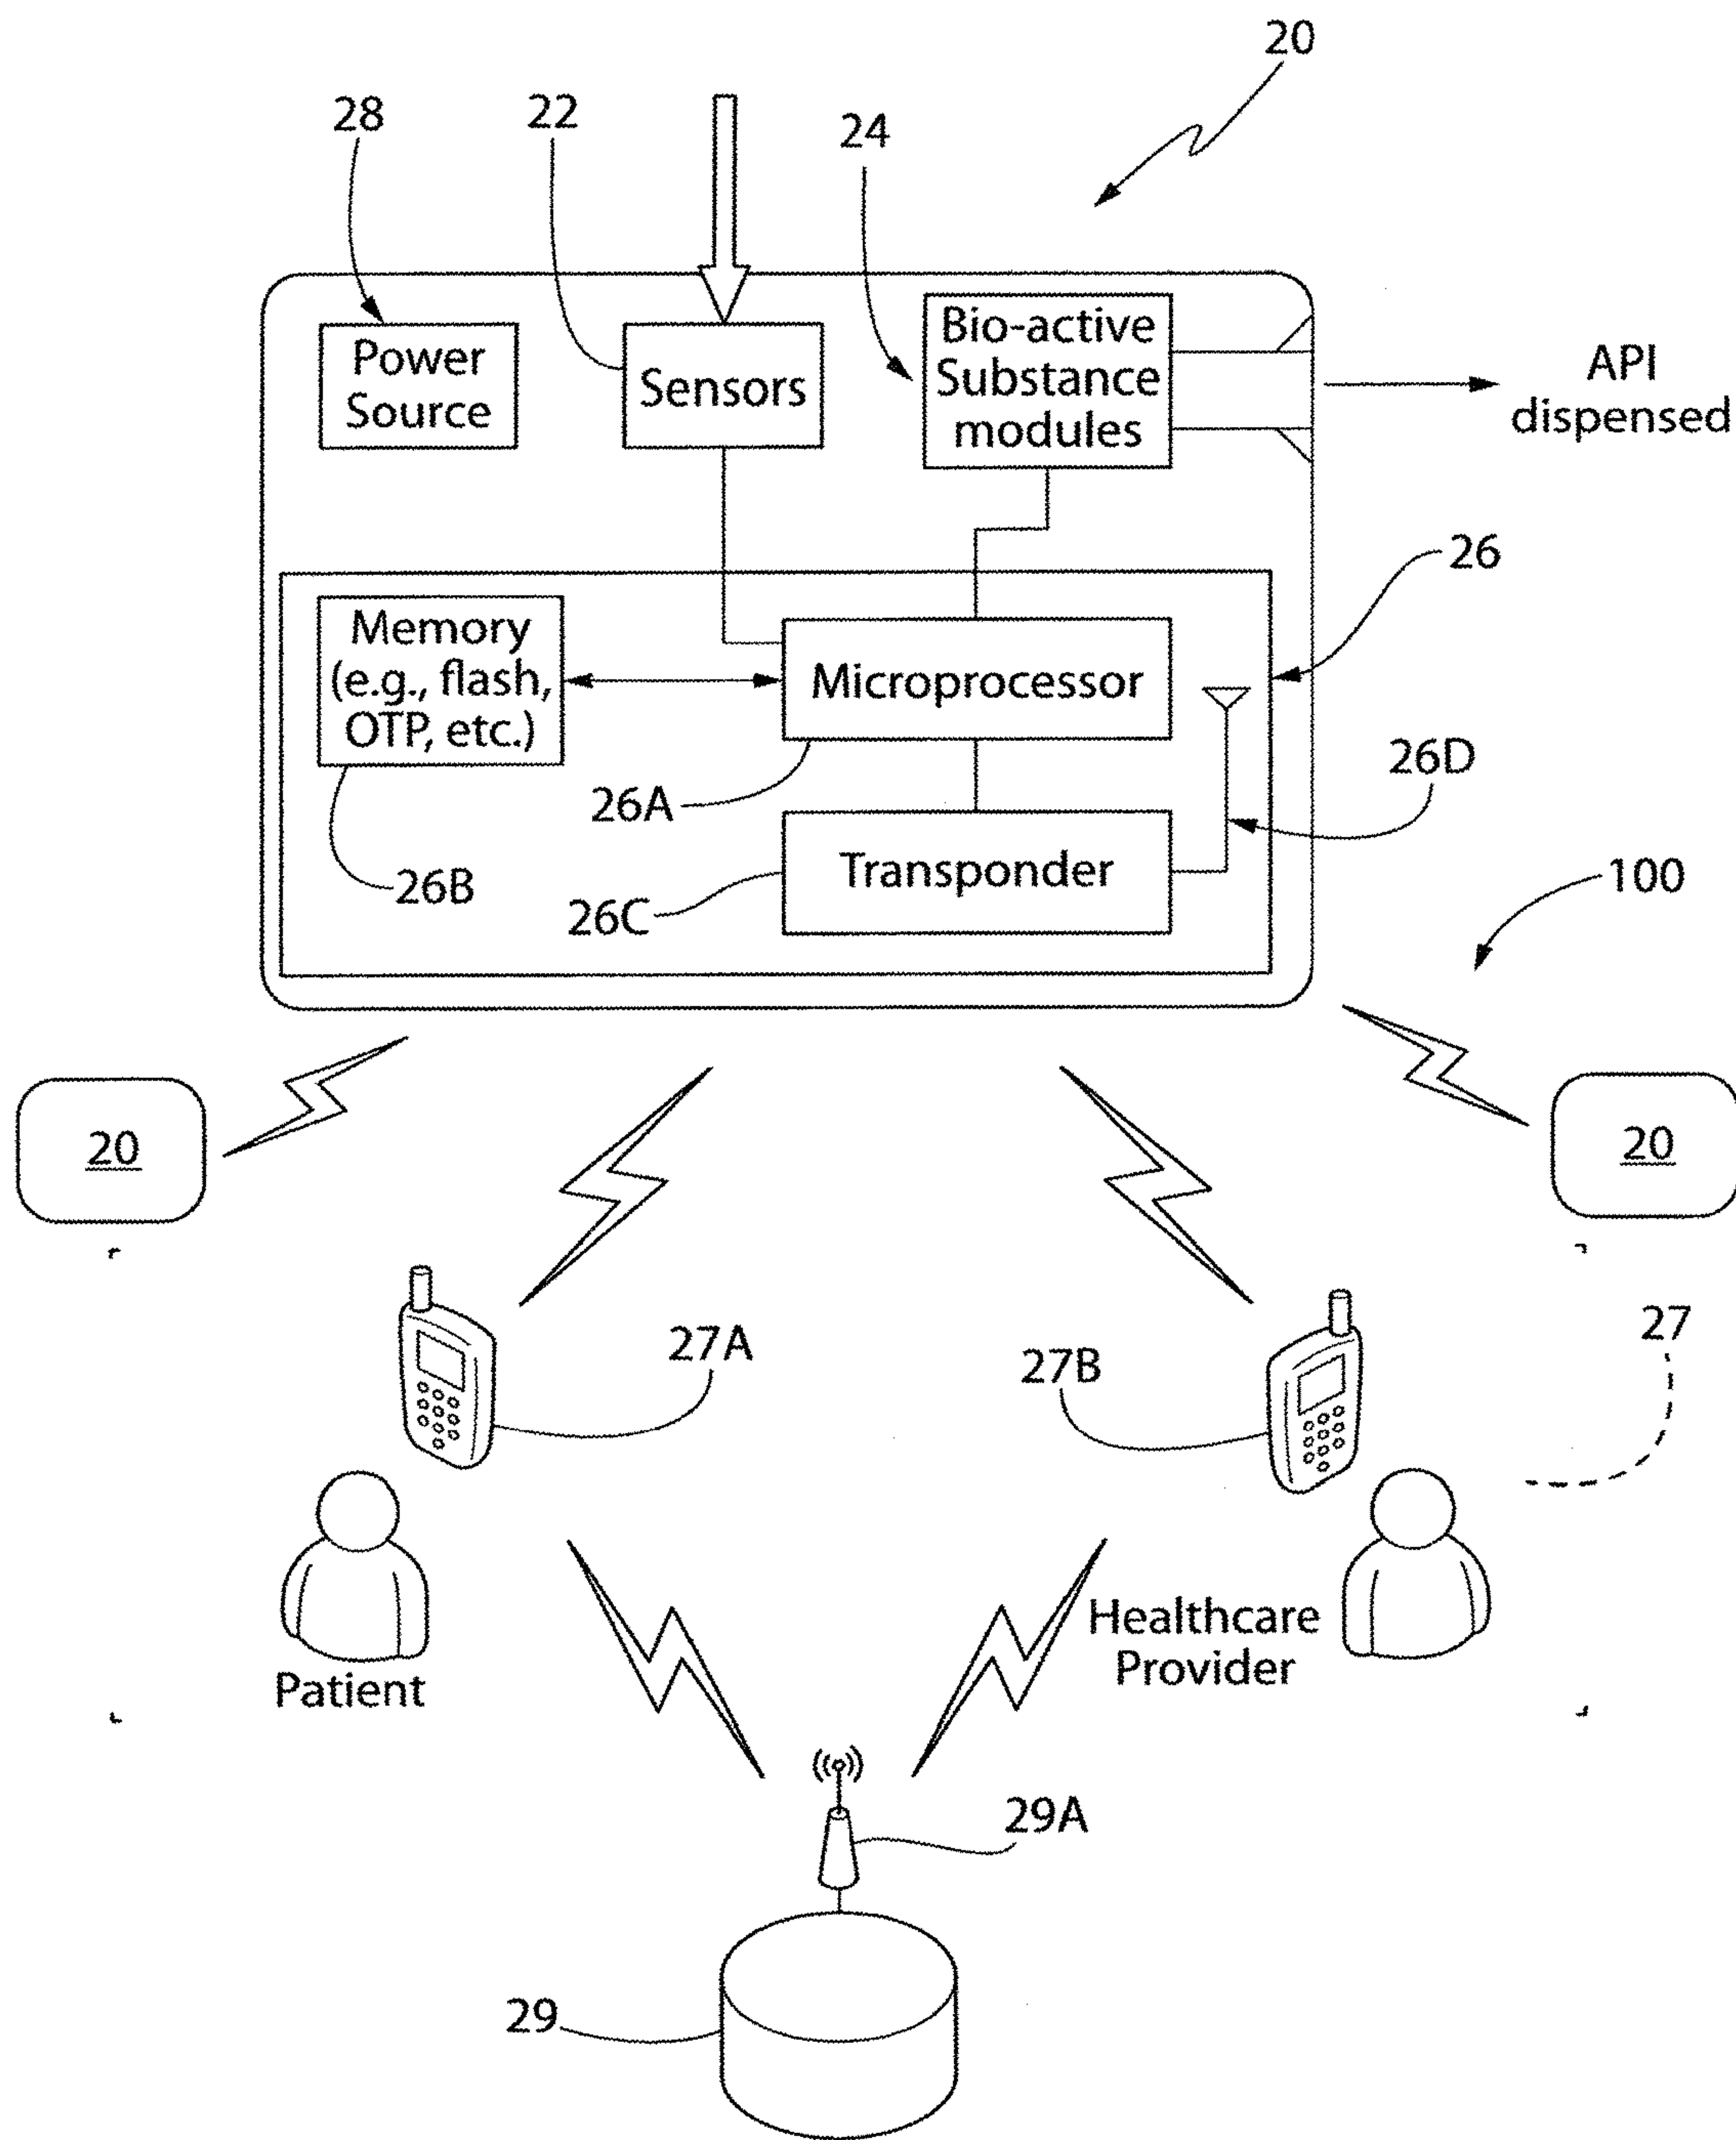 20
28
22
24
Power
Source
Sensors
Bio-active
Substance
modules
API
dispensed
26
Memory
(e.g., flash,
OTP, etc.)
Microprocessor
26D
26A
26B
Transponder
26C
100
20
20
27A
27B
27
Patient
Healthcare
Provider
29A
29